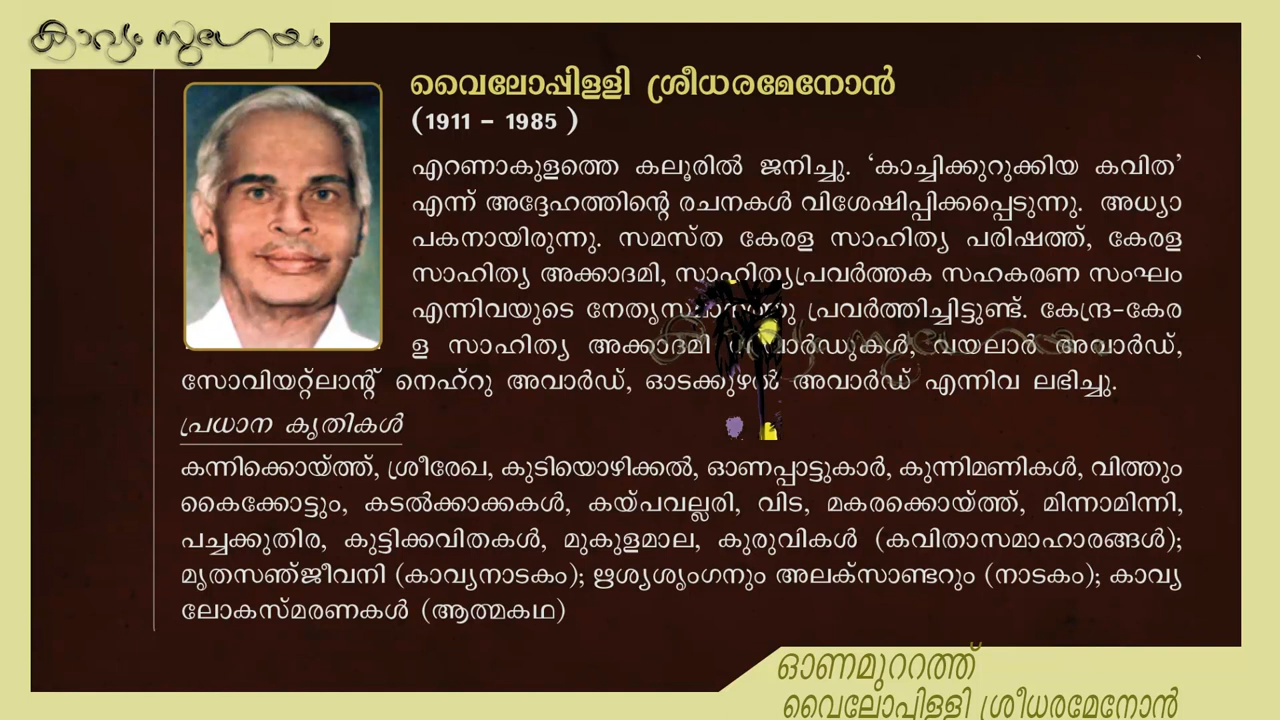 കാവ്യം സുഗേയം
വൈലോപ്പിള്ളി ശ്രീധരമേനോൻ
(1911 – 1985 )
എറണാകുളത്തെ കലൂരിൽ ജനിച്ചു. ‘കാച്ചിക്കുറുക്കിയ കവിത’
എന്ന് അദ്ദേഹത്തിന്റെ രചനകൾ വിശേഷിപ്പിക്കപ്പെടുന്നു. അധ്യാ
പകനായിരുന്നു. സമസ്ത കേരള സാഹിത്യ പരിഷത്ത്, കേരള
സാഹിത്യ അക്കാദമി, സാഹിത്യപ്രവർത്തക സഹകരണ സംഘം
എന്നിവയുടെ പ്രവർത്തിച്ചിട്ടുണ്ട്. കേന്ദ്ര-കേര
ള സാഹിത്യ അക്കാദമി അവാർഡുകൾ, വയലാർ അവാർഡ്,
സോവിയറ്റ്ലാന്റ് നെഹ്റു അവാർഡ്, ഓടക്കുഴൽ അവാർഡ് എന്നിവ ലഭിച്ചു.
പ്രധാന കൃതികൾ
കന്നിക്കൊയ്ത്ത്, ശ്രീരേഖ, കുടിയൊഴിക്കൽ, ഓണപ്പാട്ടുകാർ, കുന്നിമണികൾ, വിത്തും
കൈക്കോട്ടും, കടൽക്കാക്കകൾ, കയ്പവല്ലരി, വിട, മകരക്കൊയ്ത്ത്, മിന്നാമിന്നി,
പച്ചക്കുതിര, കുട്ടിക്കവിതകൾ, മുകുളമാല, കുരുവികൾ (കവിതാസമാഹാരങ്ങൾ);
മൃതസഞ്ജീവനി (കാവ്യനാടകം); ഋശ്യശൃംഗനും അലക്സാണ്ടറും (നാടകം); കാവ്യ
ലോകസ്മരണകൾ (ആത്മകഥ)
ഓണമുററത്ത്
വൈലോപ്പിള്ളി ശ്രീധരമേനോൻ